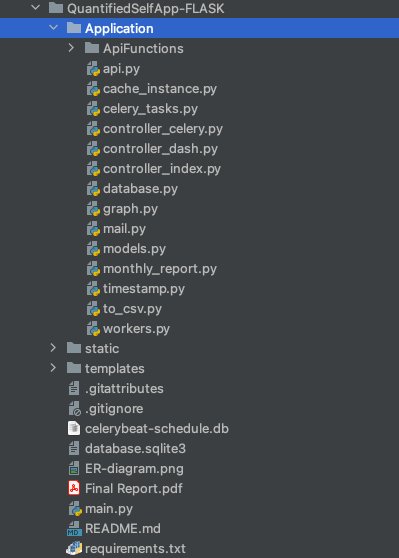 QuantifiedSelfApp-FLASK
Application
ApiFunctions
api.py
cache_instance.py
celery_tasks.py
controller_celery.py
controller_dash.py
controller_index.py
database.py
graph.py
mail.py
models.py
monthly_report.py
timestamp.py
to_csv.py
workers.py
static
templates
.gitattributes
.gitignore
celerybeat-schedule.db
database.sqlite3
ER-diagram.png
Final Report.pdf
main.py
README.md
requirements.txt